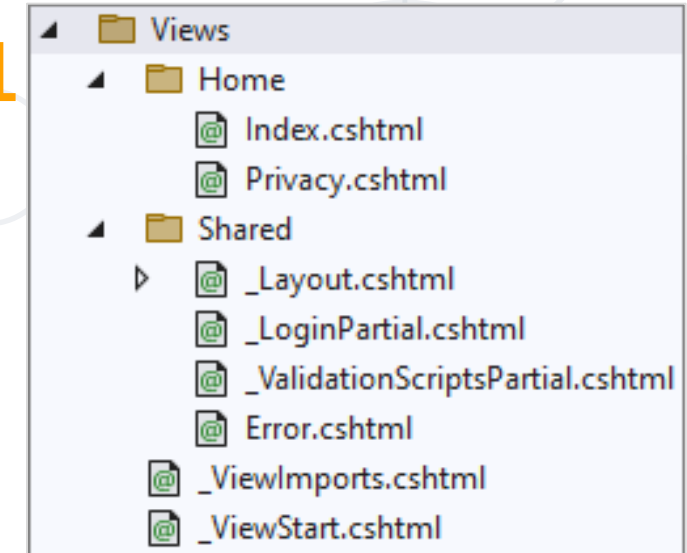 Views
Home
Index.cshtml
Privacy.cshtml
Shared
_Layout.cshtml
_LoginPartial.cshtml
_ValidationScriptsPartial.cshtml
Error.cshtml
_ViewImports.cshtml
_ViewStart.cshtml